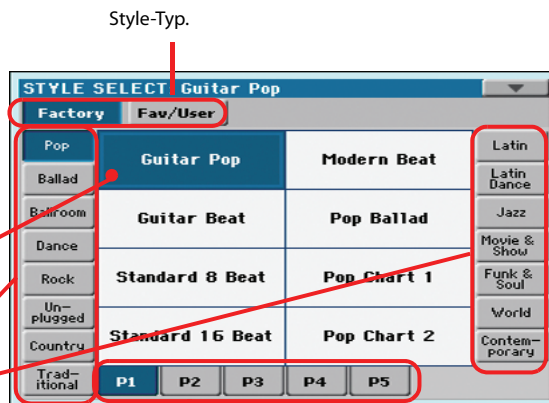 Style-Typ.
STYLE SELECT: Guitar Pop
Factory Fav/User
Pop
Ballad
Ballroom
Dance
Rock
Un-
plugged
Country
Trad-
itional
Guitar Pop Modern Beat
Guitar Beat Pop Ballad
Standard 8 Beat Pop Chart 1
Standard 16 Beat Pop Chart 2
Latin
Latin
Dance
Jazz
Movie &
Show
Funk &
Soul
World
Contem-
porary
P1 P2 P3 P4 P5